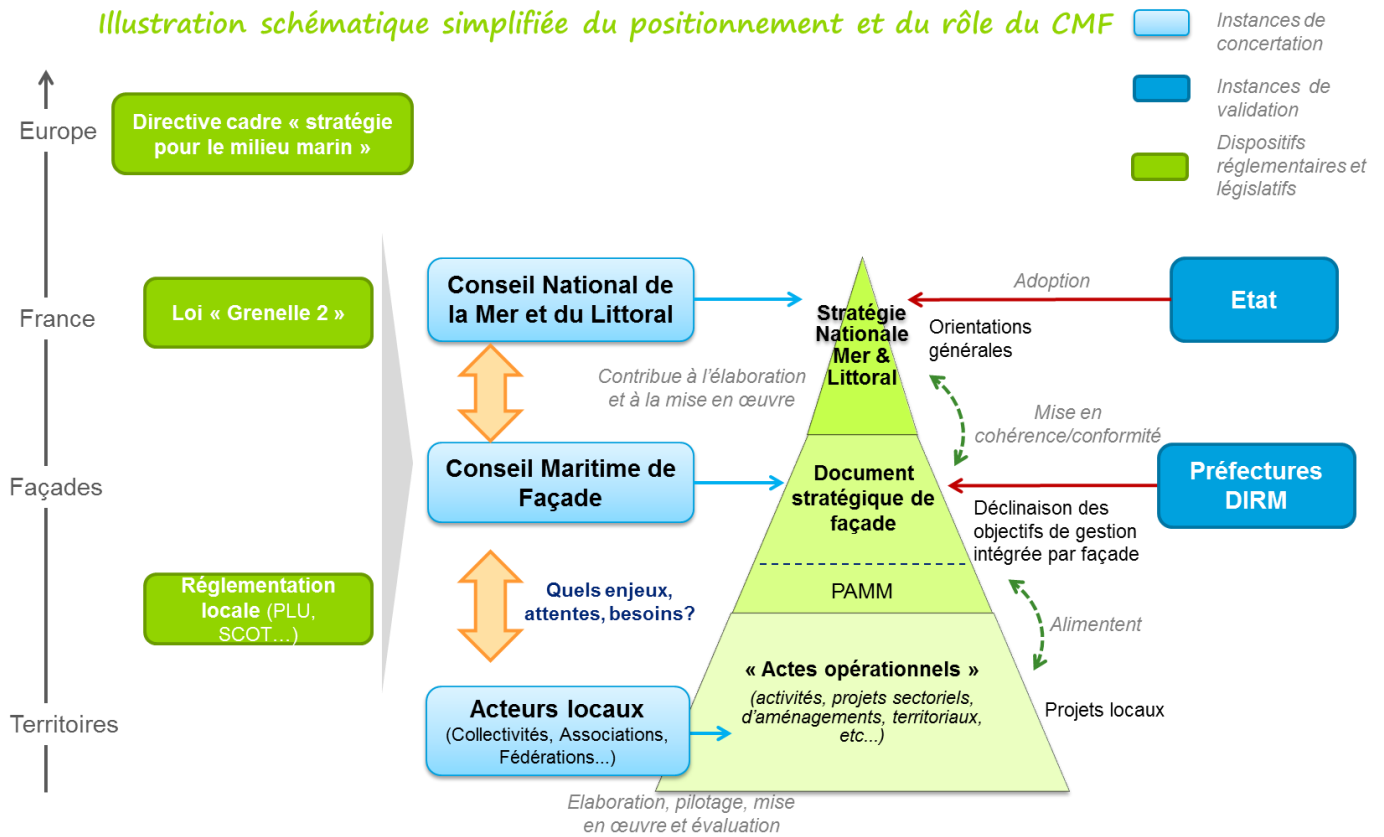 Illustration schématique simplifiée du positionnement et du rôle du CMF
Instances de
concertation
Instances de
validation
Dispositifs
réglementaires et
législatifs
Europe
Directive cadre « stratégie
pour le milieu marin »
France
Loi « Grenelle 2 »
Conseil National de
la Mer et du Littoral
Stratégie
Nationale
Mer &
Littoral
Adoption
Etat
Orientations
générales
Contribue à l'élaboration
et à la mise en œuvre
Mise en
cohérence/conformité
Façades
Conseil Maritime de
Façade
Document
stratégique de
façade
Préfectures
DIRM
Déclinaison des
objectifs de gestion
intégrée par façade
Réglementation
locale (PLU,
SCOT…)
Quels enjeux,
attentes, besoins?
PAMM
Alimentent
Territoires
Acteurs locaux
(Collectivités, Associations,
Fédérations...)
« Actes opérationnels »
(activités, projets sectoriels,
d'aménagements, territoriaux,
etc...)
Projets locaux
Elaboration, pilotage, mise
en œuvre et évaluation